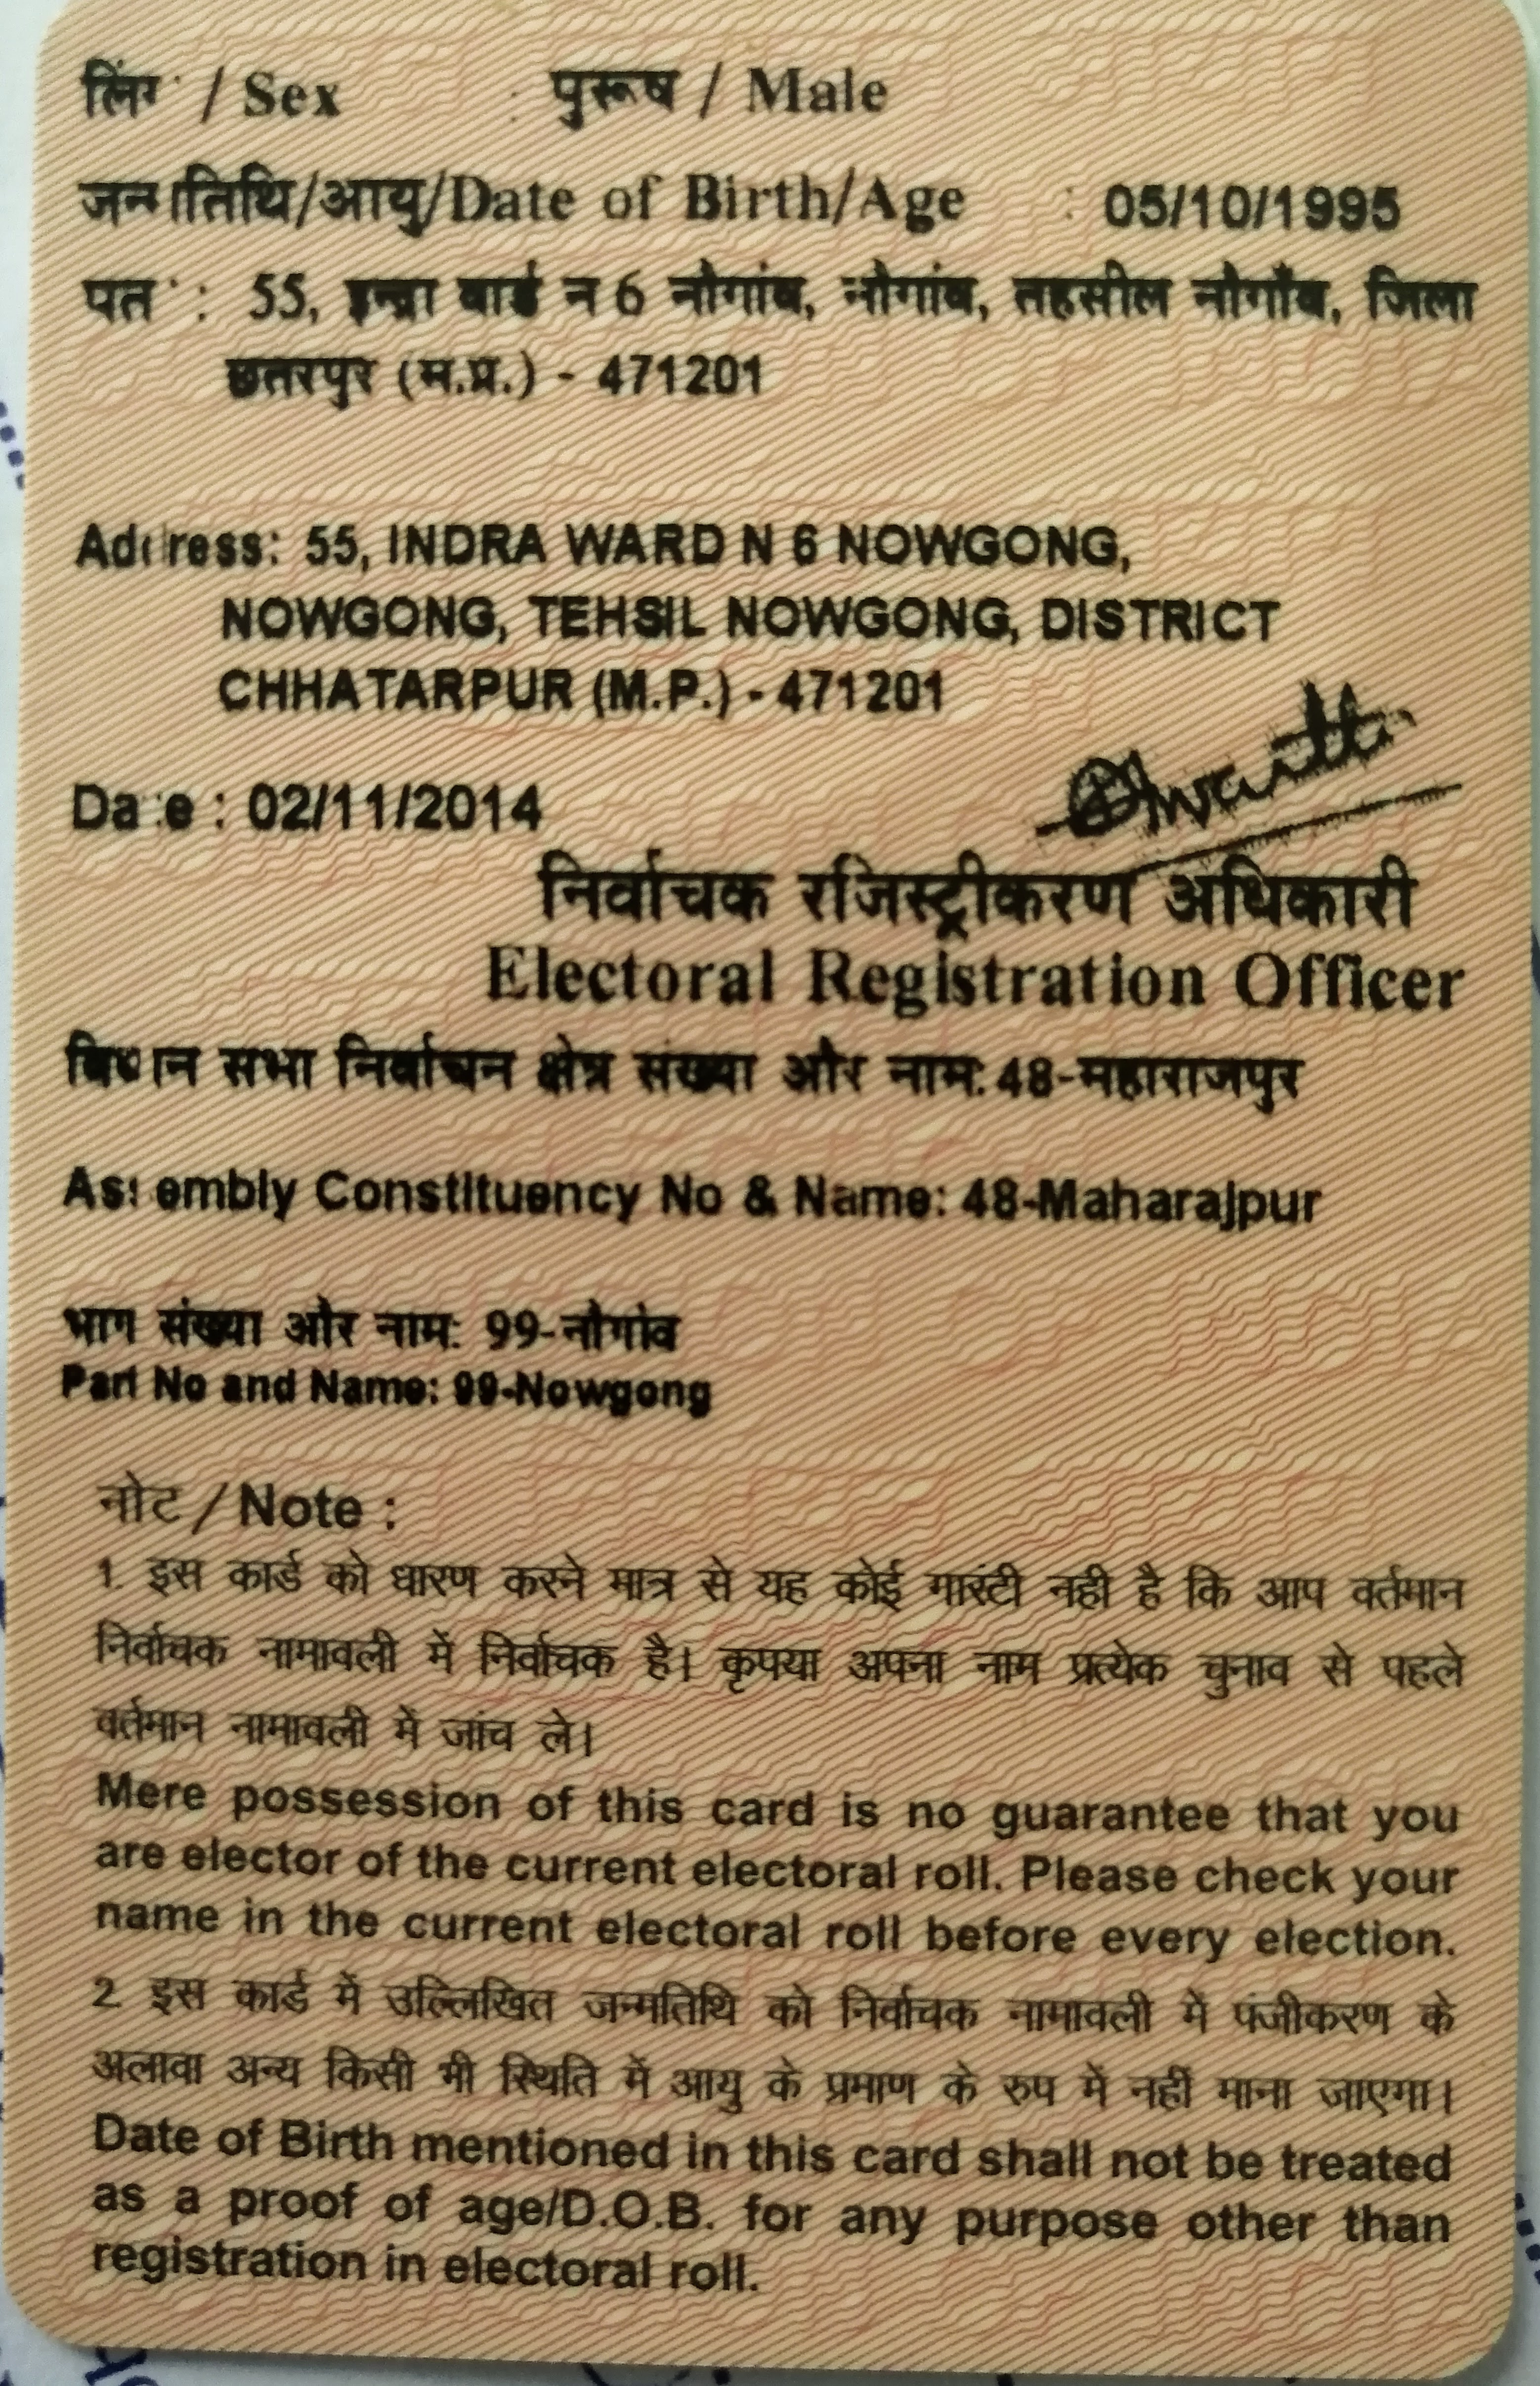 लिंग / Sex : पुरूष / Male
जन्मतिथि/आयु/Date of Birth/Age : 05/10/1995
पता : 55, इन्द्रा वार्ड न 6 नौगांव, नौगांव, तहसील नौगाँव, जिला
छतरपुर (म.प्र.) - 471201
Address: 55, INDRA WARD N 6 NOWGONG,
NOWGONG, TEHSIL NOWGONG, DISTRICT
CHHATARPUR (M.P.) - 471201
Date : 02/11/2014
निर्वाचक रजिस्ट्रीकरण अधिकारी
Electoral Registration Officer
विधान सभा निर्वाचन क्षेत्र संख्या और नाम: 48-महाराजपुर
Assembly Constituency No & Name: 48-Maharajpur
भाग संख्या और नाम: 99-नौगांव
Part No and Name: 99-Nowgong
नोट / Note :
1. इस कार्ड को धारण करने मात्र से यह कोई गारंटी नही है कि आप वर्तमान
निर्वाचक नामावली में निर्वाचक है। कृपया अपना नाम प्रत्येक चुनाव से पहले
वर्तमान नामावली में जांच ले।
Mere possession of this card is no guarantee that you
are elector of the current electoral roll. Please check your
name in the current electoral roll before every election.
2. इस कार्ड में उल्लिखित जन्मतिथि को निर्वाचक नामावली में पंजीकरण के
अलावा अन्य किसी भी स्थिति में आयु के प्रमाण के रुप में नहीं माना जाएगा।
Date of Birth mentioned in this card shall not be treated
as a proof of age/D.O.B. for any purpose other than
registration in electoral roll.